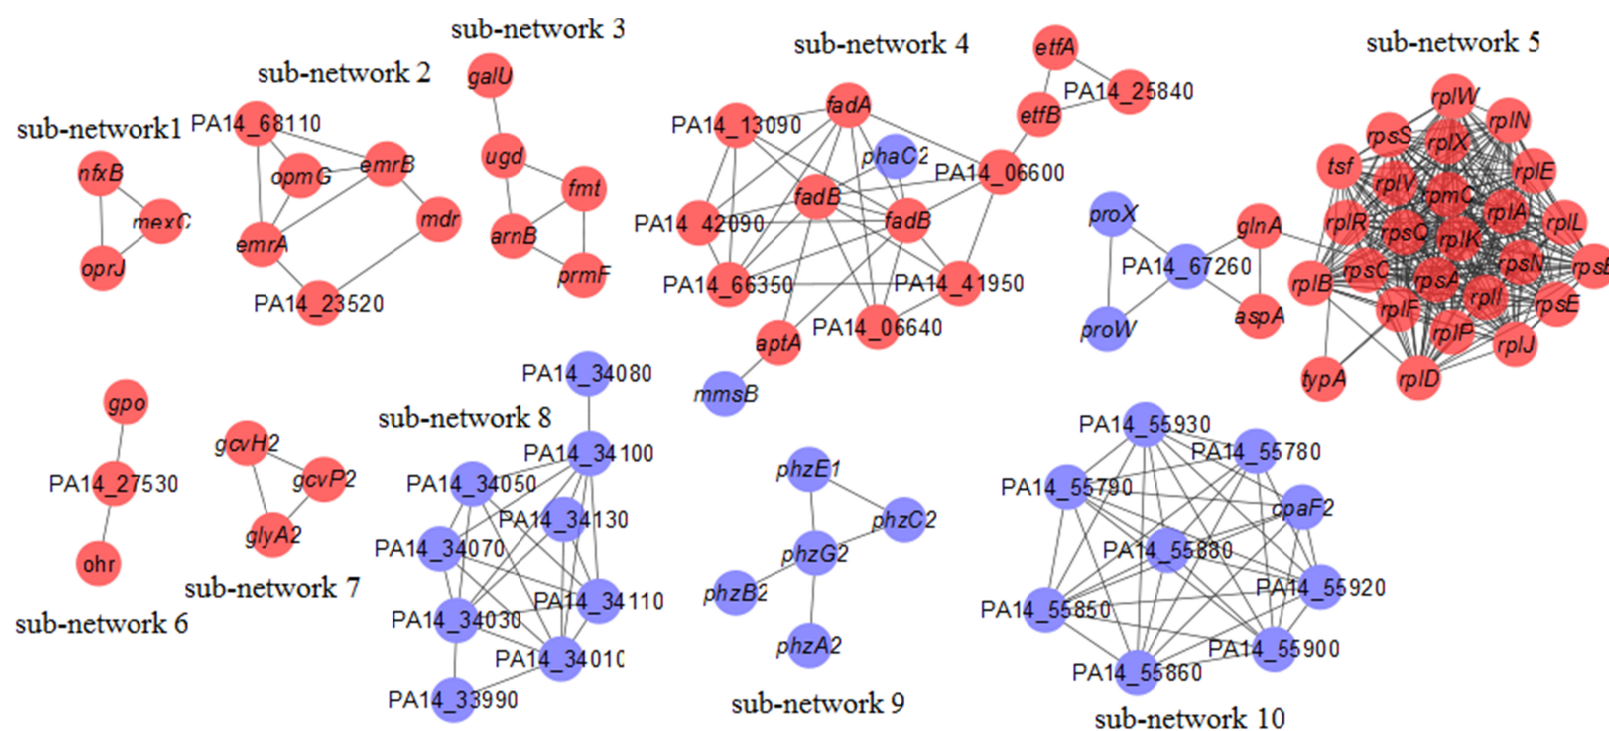 sub-network1
nfxB
mexC
oprJ
sub-network 2
PA14_68110
opmG
emrB
mdr
emrA
PA14_23520
sub-network 3
galU
ugd
fmt
arnB
prmF
sub-network 4
etfA
PA14_25840
etfB
fadA
PA14_13090
phaC2
PA14_06600
fadB
PA14_42090
fadB
PA14_66350
PA14_41950
PA14_06640
aptA
mmsB
sub-network 5
rplW
rplN
rpsS
rplX
tsf
rplE
rplV
rpmC
rplA
rplL
rplR
rpsQ
rplK
proX
glnA
PA14_67260
rpsC
rpsN
rplB
rpsA
rplI
rpsE
rplF
proW
aspA
rplP
rplJ
typA
rplD
gpo
PA14_27530
ohr
sub-network 6
gcvH2
gcvP2
glyA2
sub-network 7
PA14_34080
sub-network 8
PA14_34100
PA14_34050
PA14_34130
PA14_34070
PA14_34110
PA14_34030
PA14_34010
PA14_33990
phzE1
phzC2
phzG2
phzB2
phzA2
sub-network 9
PA14_55930
PA14_55780
PA14_55790
cpaF2
PA14_55880
PA14_55920
PA14_55850
PA14_55900
PA14_55860
sub-network 10